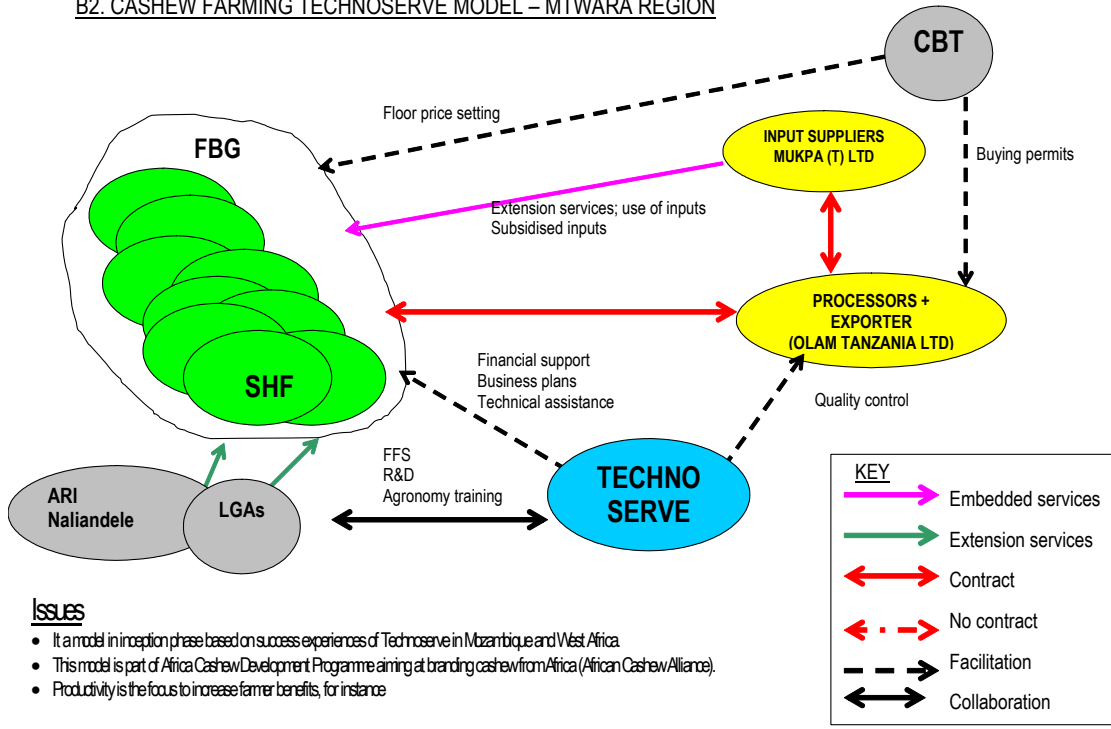 B2. CASHEW FARMING TECHNOSERVE MODEL – MTWARA REGION
CBT
Floor price setting
FBG
INPUT SUPPLIERS
MUKPA (T) LTD
Buying permits
Extension services; use of inputs
Subsidised inputs
PROCESSORS +
EXPORTER
(OLAM TANZANIA LTD)
SHF
Financial support
Business plans
Technical assistance
Quality control
FFS
R&D
Agronomy training
TECHNO
SERVE
ARI
Naliandele
LGAs
KEY
Embedded services
Extension services
Contract
No contract
Facilitation
Collaboration
Issues
• It a model in inception phase based on success experiences of Technoserve in Mozambique and West Africa.
• This model is part of Africa Cashew Development Programme aiming at branding cashew from Africa (African Cashew Alliance).
• Productivity is the focus to increase farmer benefits, for instance